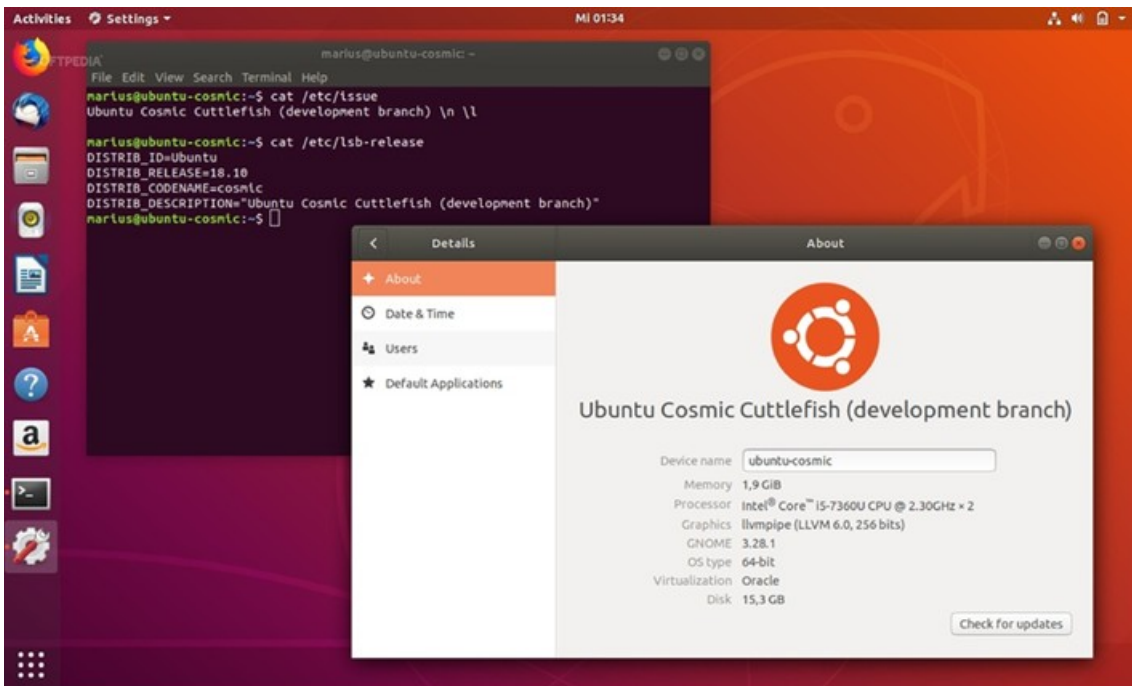 Activities Settings Mi 01:34
FTPEDIA
marius@ubuntu-cosmic: ~
File Edit View Search Terminal Help
marius@ubuntu-cosmic:~$ cat /etc/issue
Ubuntu Cosmic Cuttlefish (development branch) \n \l
marius@ubuntu-cosmic:~$ cat /etc/lsb-release
DISTRIB_ID=Ubuntu
DISTRIB_RELEASE=18.10
DISTRIB_CODENAME=cosmic
DISTRIB_DESCRIPTION="Ubuntu Cosmic Cuttlefish (development branch)"
marius@ubuntu-cosmic:~$
Details
About
About
Date & Time
Users
Default Applications
Ubuntu Cosmic Cuttlefish (development branch)
Device name ubuntu-cosmic
Memory 1,9 GiB
Processor Intel® Core™ i5-7360U CPU @ 2.30GHz × 2
Graphics llvmpipe (LLVM 6.0, 256 bits)
GNOME 3.28.1
OS type 64-bit
Virtualization Oracle
Disk 15,3 GB
Check for updates